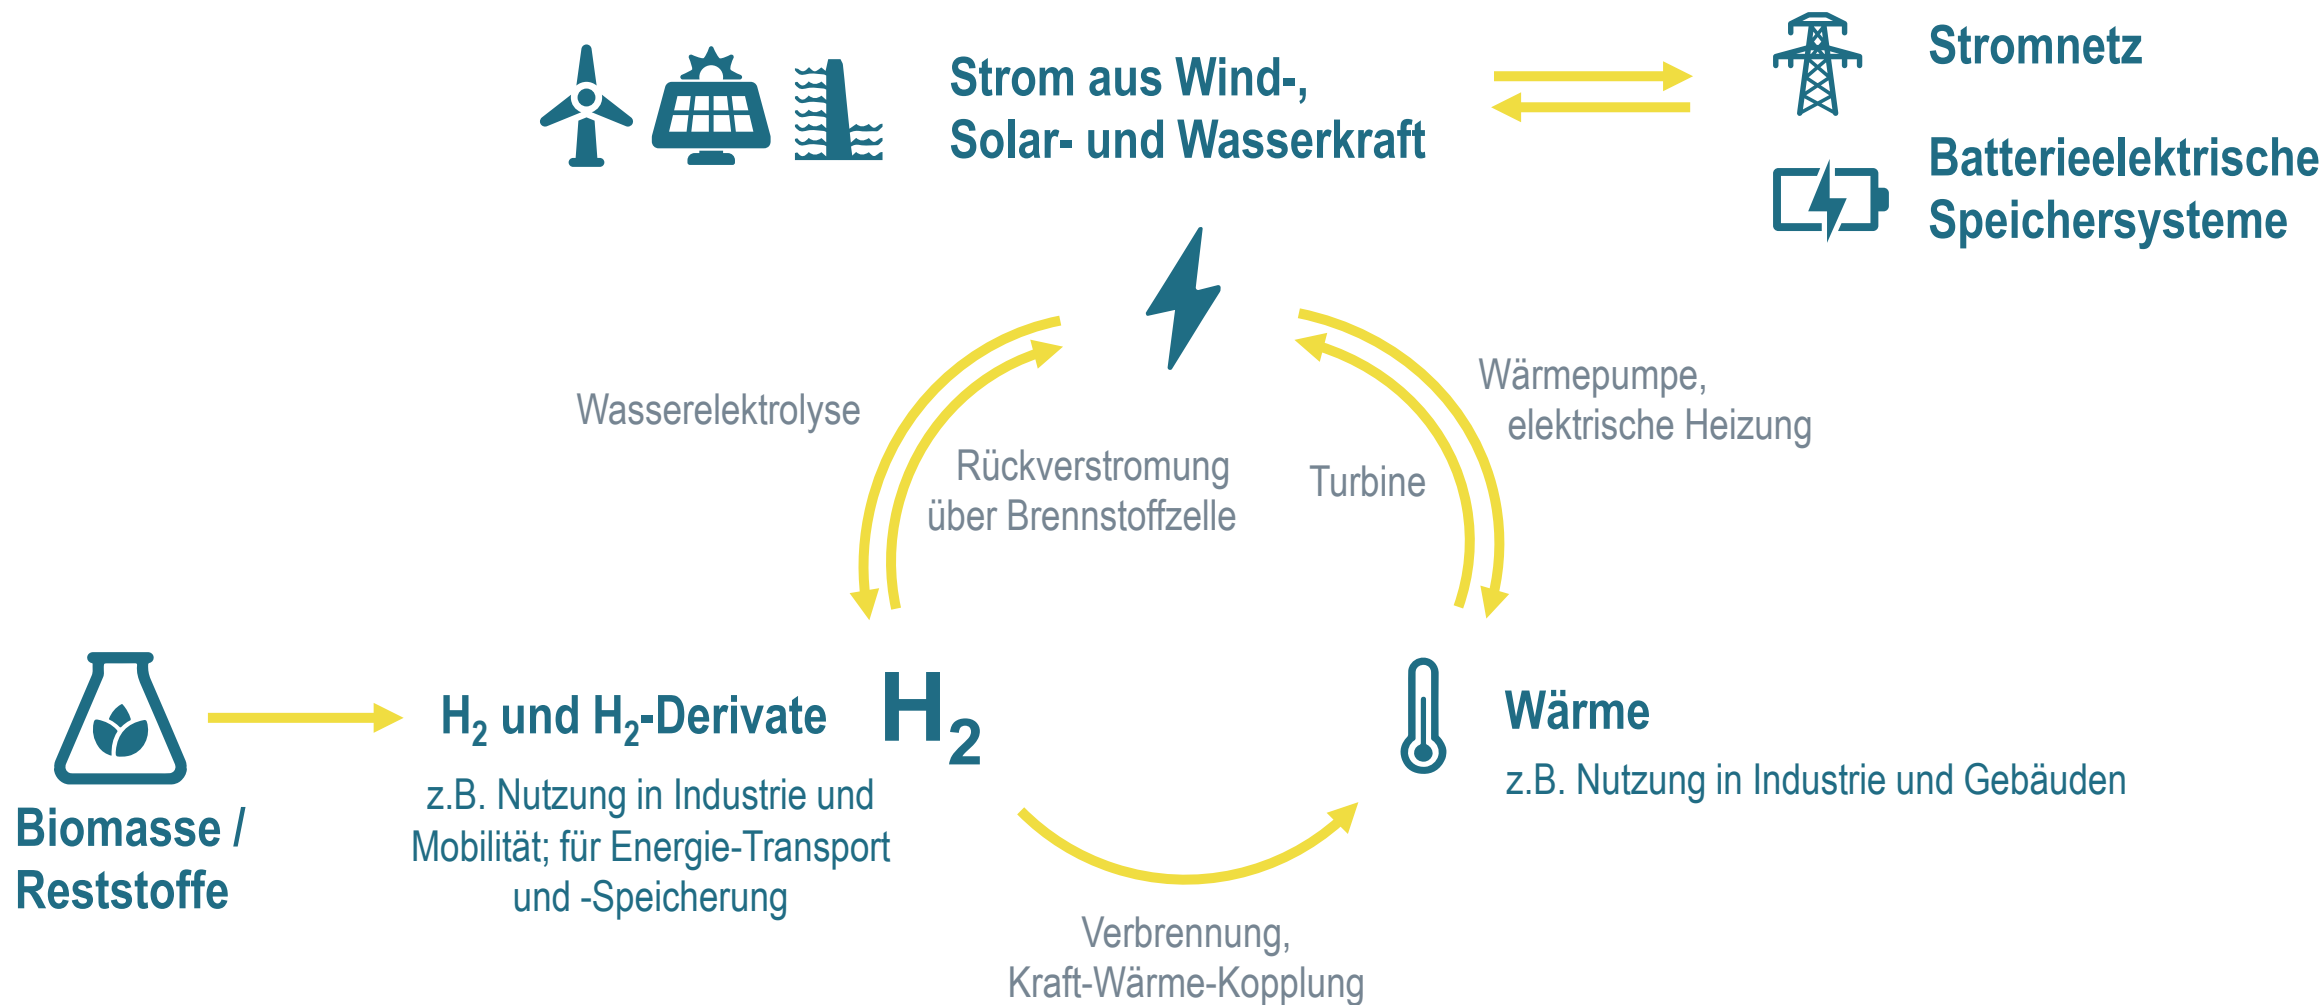 Strom aus Wind-,
Solar- und Wasserkraft
Stromnetz
Batterieelektrische
Speichersysteme
Wasserelektrolyse
Rückverstromung
über Brennstoffzelle
Turbine
Wärmepumpe,
elektrische Heizung
Biomasse /
Reststoffe
H₂ und H₂-Derivate
z.B. Nutzung in Industrie und
Mobilität; für Energie-Transport
und -Speicherung
H₂
Wärme
z.B. Nutzung in Industrie und Gebäuden
Verbrennung,
Kraft-Wärme-Kopplung